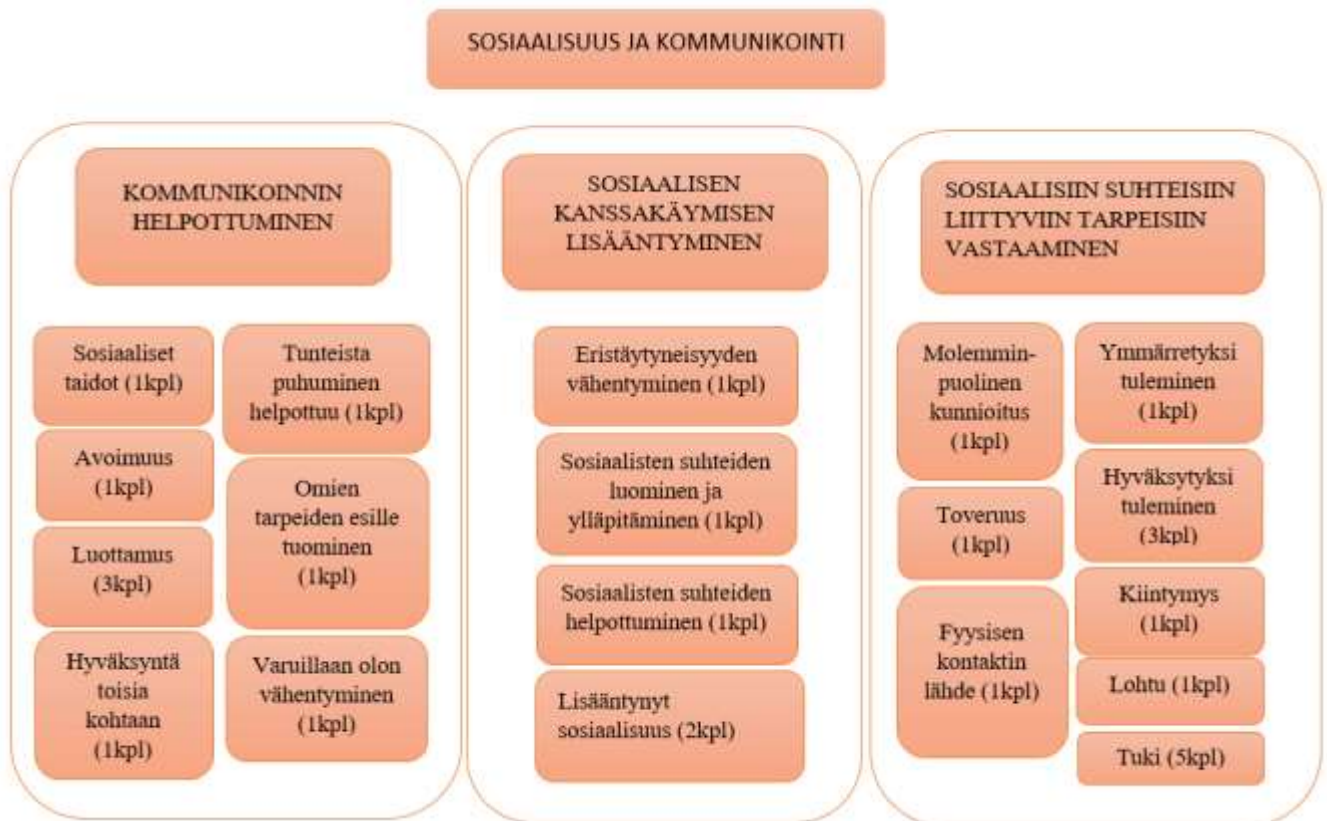 SOSIAALISUUS JA KOMMUNIKOINTI
KOMMUNIKOINNIN
HELPOTTUMINEN
Sosiaaliset
taidot (1kpl)
Avoimuus
(1kpl)
Luottamus
(3kpl)
Hyväksyntä
toisia
kohtaan
(1kpl)
Tunteista
puhuminen
helpottuu (1kpl)
Omien
tarpeiden esille
tuominen
(1kpl)
Varuillaan olon
vähentyminen
(1kpl)
SOSIAALISEN
KANSSAKÄYMISEN
LISÄÄNTYMINEN
Eristäytyneisyyden
vähentyminen (1kpl)
Sosiaalisten suhteiden
luominen ja
ylläpitäminen (1kpl)
Sosiaalisten suhteiden
helpottuminen (1kpl)
Lisääntynyt
sosiaalisuus (2kpl)
SOSIAALISIIN SUHTEISIIN
LIITTYVIIN TARPEISIIN
VASTAAMINEN
Molemmin-
puolinen
kunnioitus
(1kpl)
Toveruus
(1kpl)
Fyysisen
kontaktin
lähde (1kpl)
Ymmärretyksi
tuleminen
(1kpl)
Hyväksytyksi
tuleminen
(3kpl)
Kiintymys
(1kpl)
Lohtu (1kpl)
Tuki (5kpl)